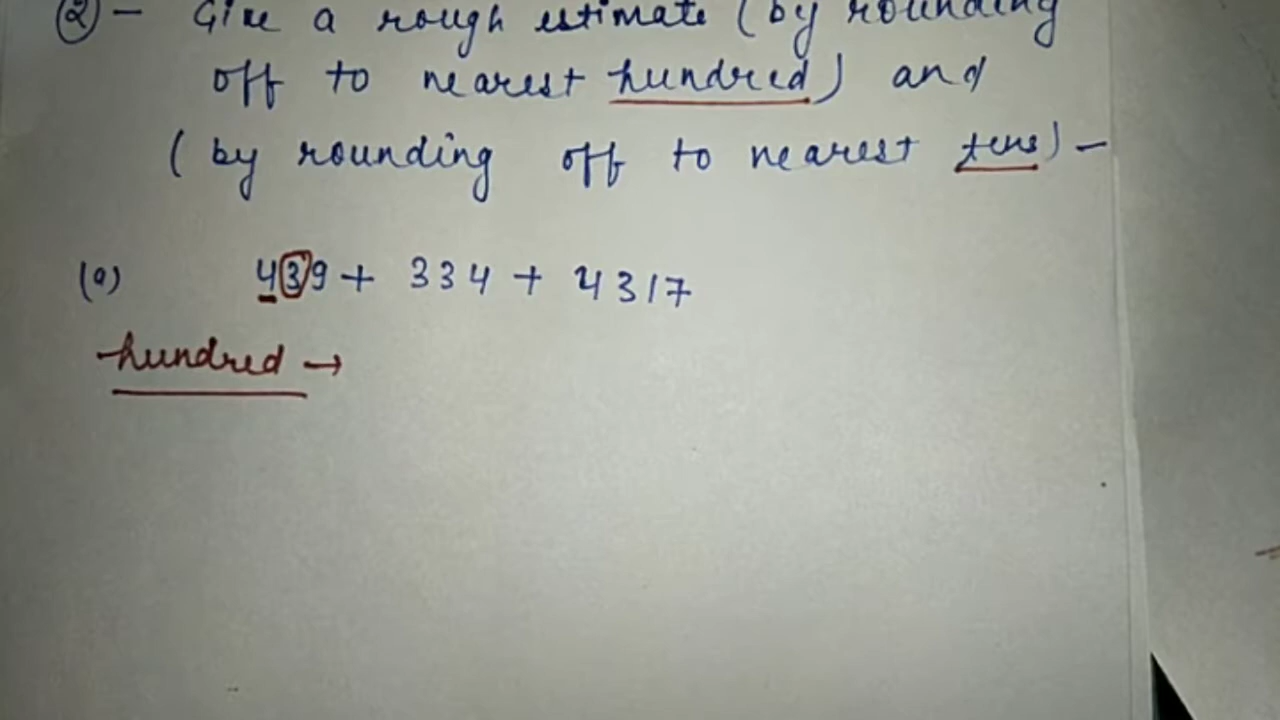 ② - Give a rough estimate (by rounding
off to nearest hundred) and
(by rounding off to nearest tens) -
(a) 439 + 334 + 4317
hundred →